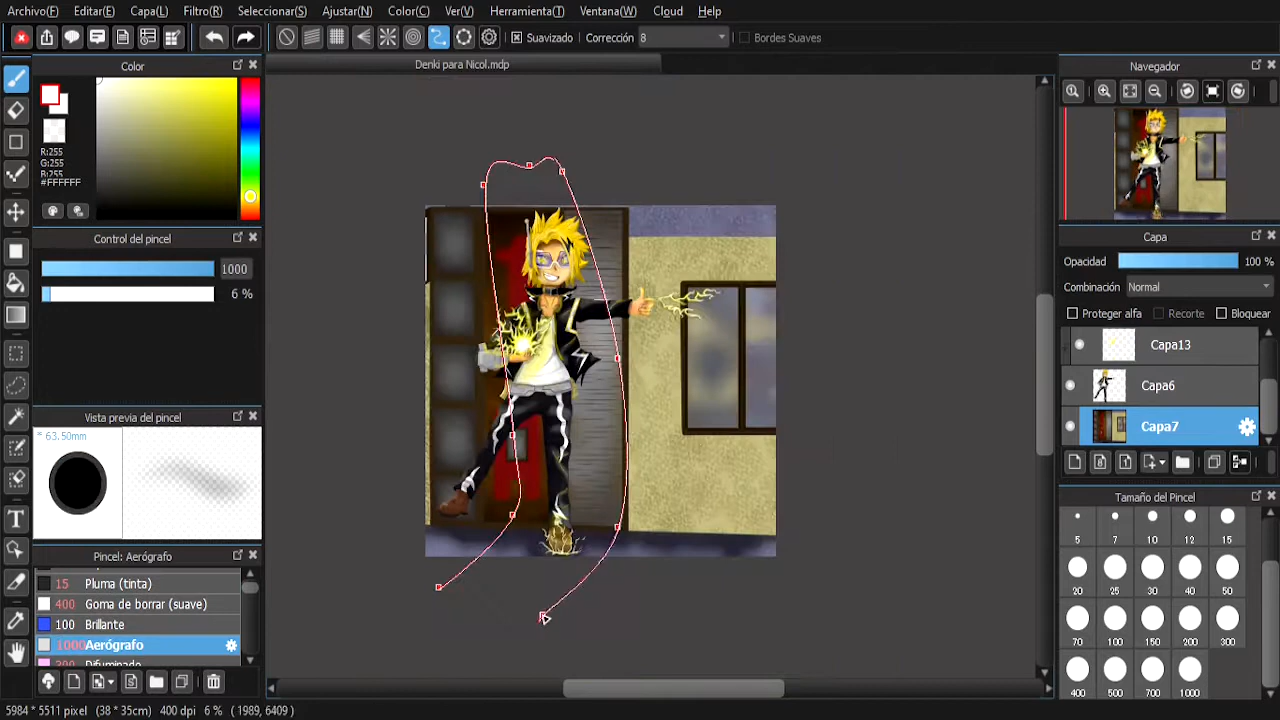 Archivo(F) Editar(E) Capa(L) Filtro(R) Seleccionar(S) Ajustar(N) Color(C) Ver(V) Herramienta(T) Ventana(W) Cloud Help
Suavizado Corrección 8 Bordes Suaves
Color
Denki para Nicol.mdp
Navegador
R:255
G:255
B:255
#FFFFFF
Control del pincel
1000
6 %
Capa
Opacidad 100 %
Combinación Normal
Proteger alfa Recorte Bloquear
Capa13
Capa6
Capa7
Vista previa del pincel
* 63.50mm
Tamaño del Pincel
5 7 10 12 15
20 25 30 40 50
70 100 150 200 300
400 500 700 1000
Pincel: Aerógrafo
15 Pluma (tinta)
400 Goma de borrar (suave)
100 Brillante
1000 Aerógrafo
300 Difuminado
5984 * 5511 pixel (38 * 35cm) 400 dpi 6 % ( 1989, 6409 )